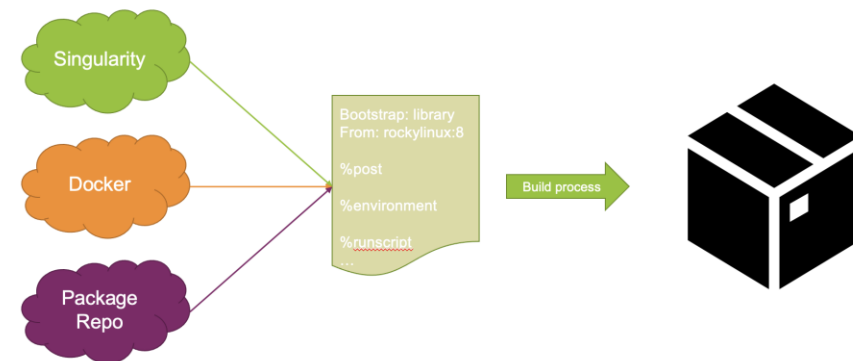 Singularity
Docker
Package
Repo
Bootstrap: library
From: rockylinux:8
%post
%environment
%runscript
...
Build process